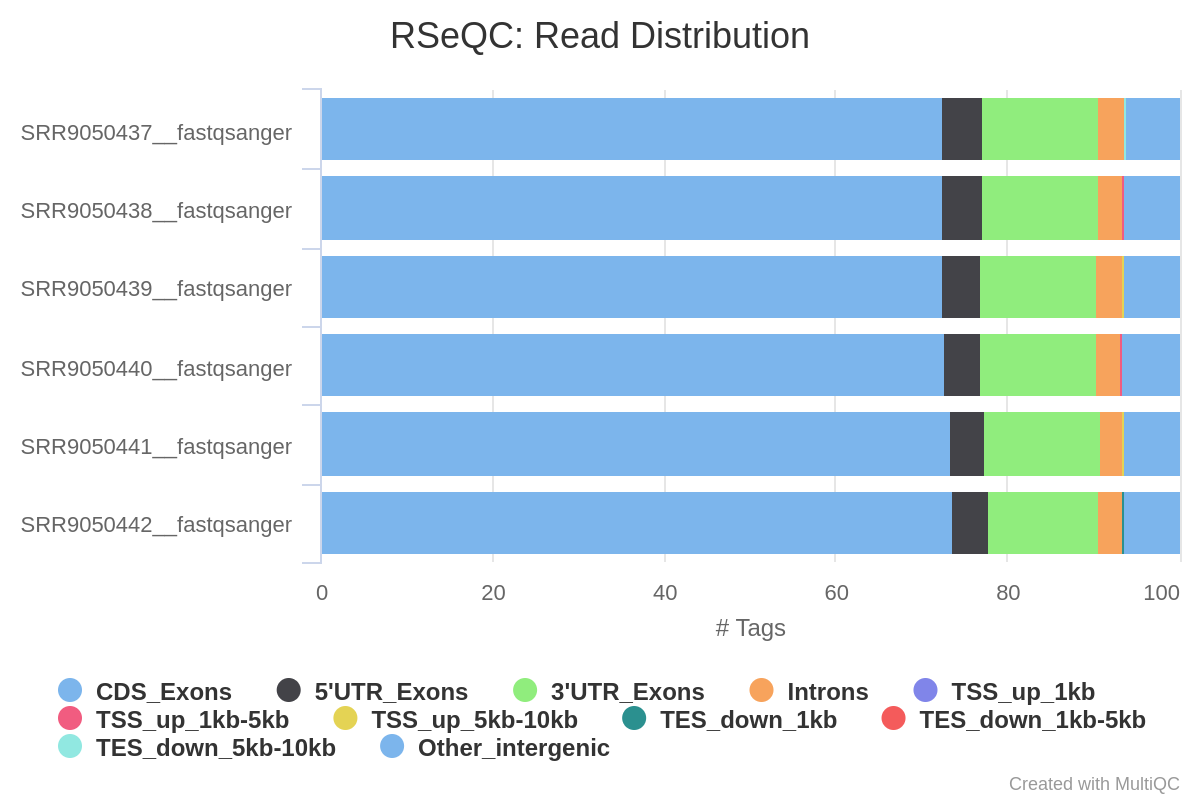 RSeQC: Read Distribution
SRR9050437__fastqsanger
SRR9050438__fastqsanger
SRR9050439__fastqsanger
SRR9050440__fastqsanger
SRR9050441__fastqsanger
SRR9050442__fastqsanger
0 20 40 60 80 100
# Tags
CDS_Exons 5'UTR_Exons 3'UTR_Exons Introns TSS_up_1kb
TSS_up_1kb-5kb TSS_up_5kb-10kb TES_down_1kb TES_down_1kb-5kb
TES_down_5kb-10kb Other_intergenic
Created with MultiQC